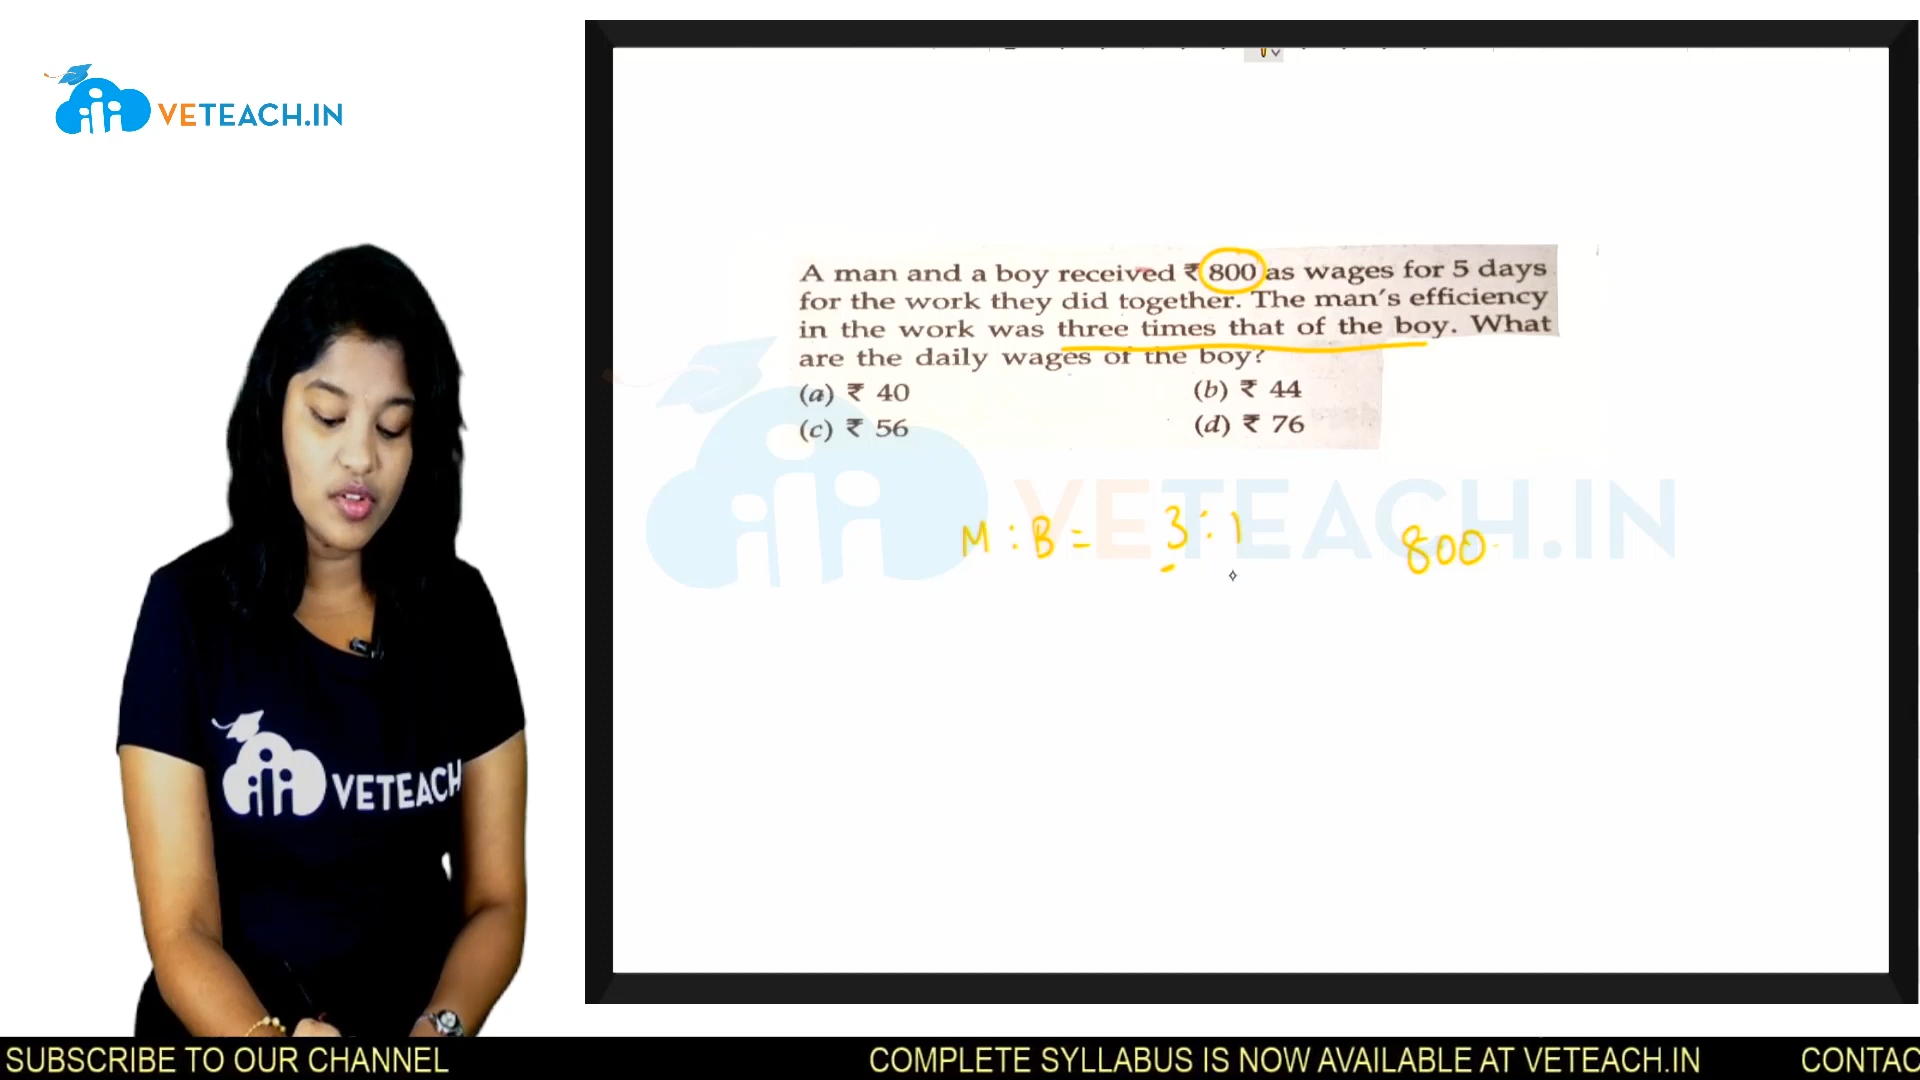 VETEACH.IN
A man and a boy received ₹ 800 as wages for 5 days
for the work they did together. The man's efficiency
in the work was three times that of the boy. What
are the daily wages of the boy?
(a) ₹ 40 (b) ₹ 44
(c) ₹ 56 (d) ₹ 76
VETEACH.IN
M : B = 3 : 1 800
VETEACH
SUBSCRIBE TO OUR CHANNEL COMPLETE SYLLABUS IS NOW AVAILABLE AT VETEACH.IN CONTAC